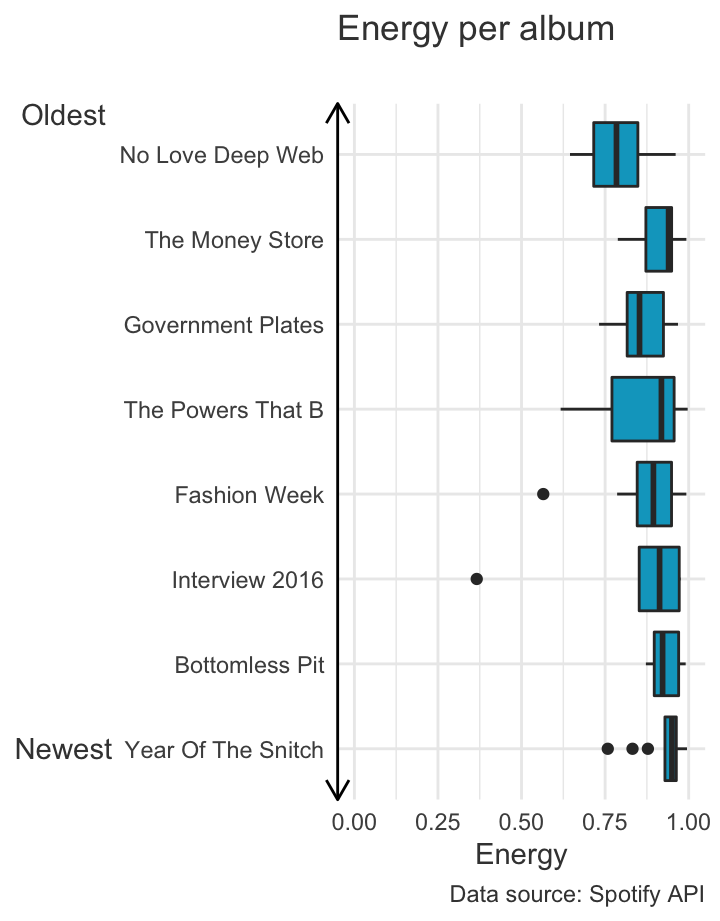 Energy per album
Oldest
No Love Deep Web
The Money Store
Government Plates
The Powers That B
Fashion Week
Interview 2016
Bottomless Pit
Newest Year Of The Snitch
0.00 0.25 0.50 0.75 1.00
Energy
Data source: Spotify API